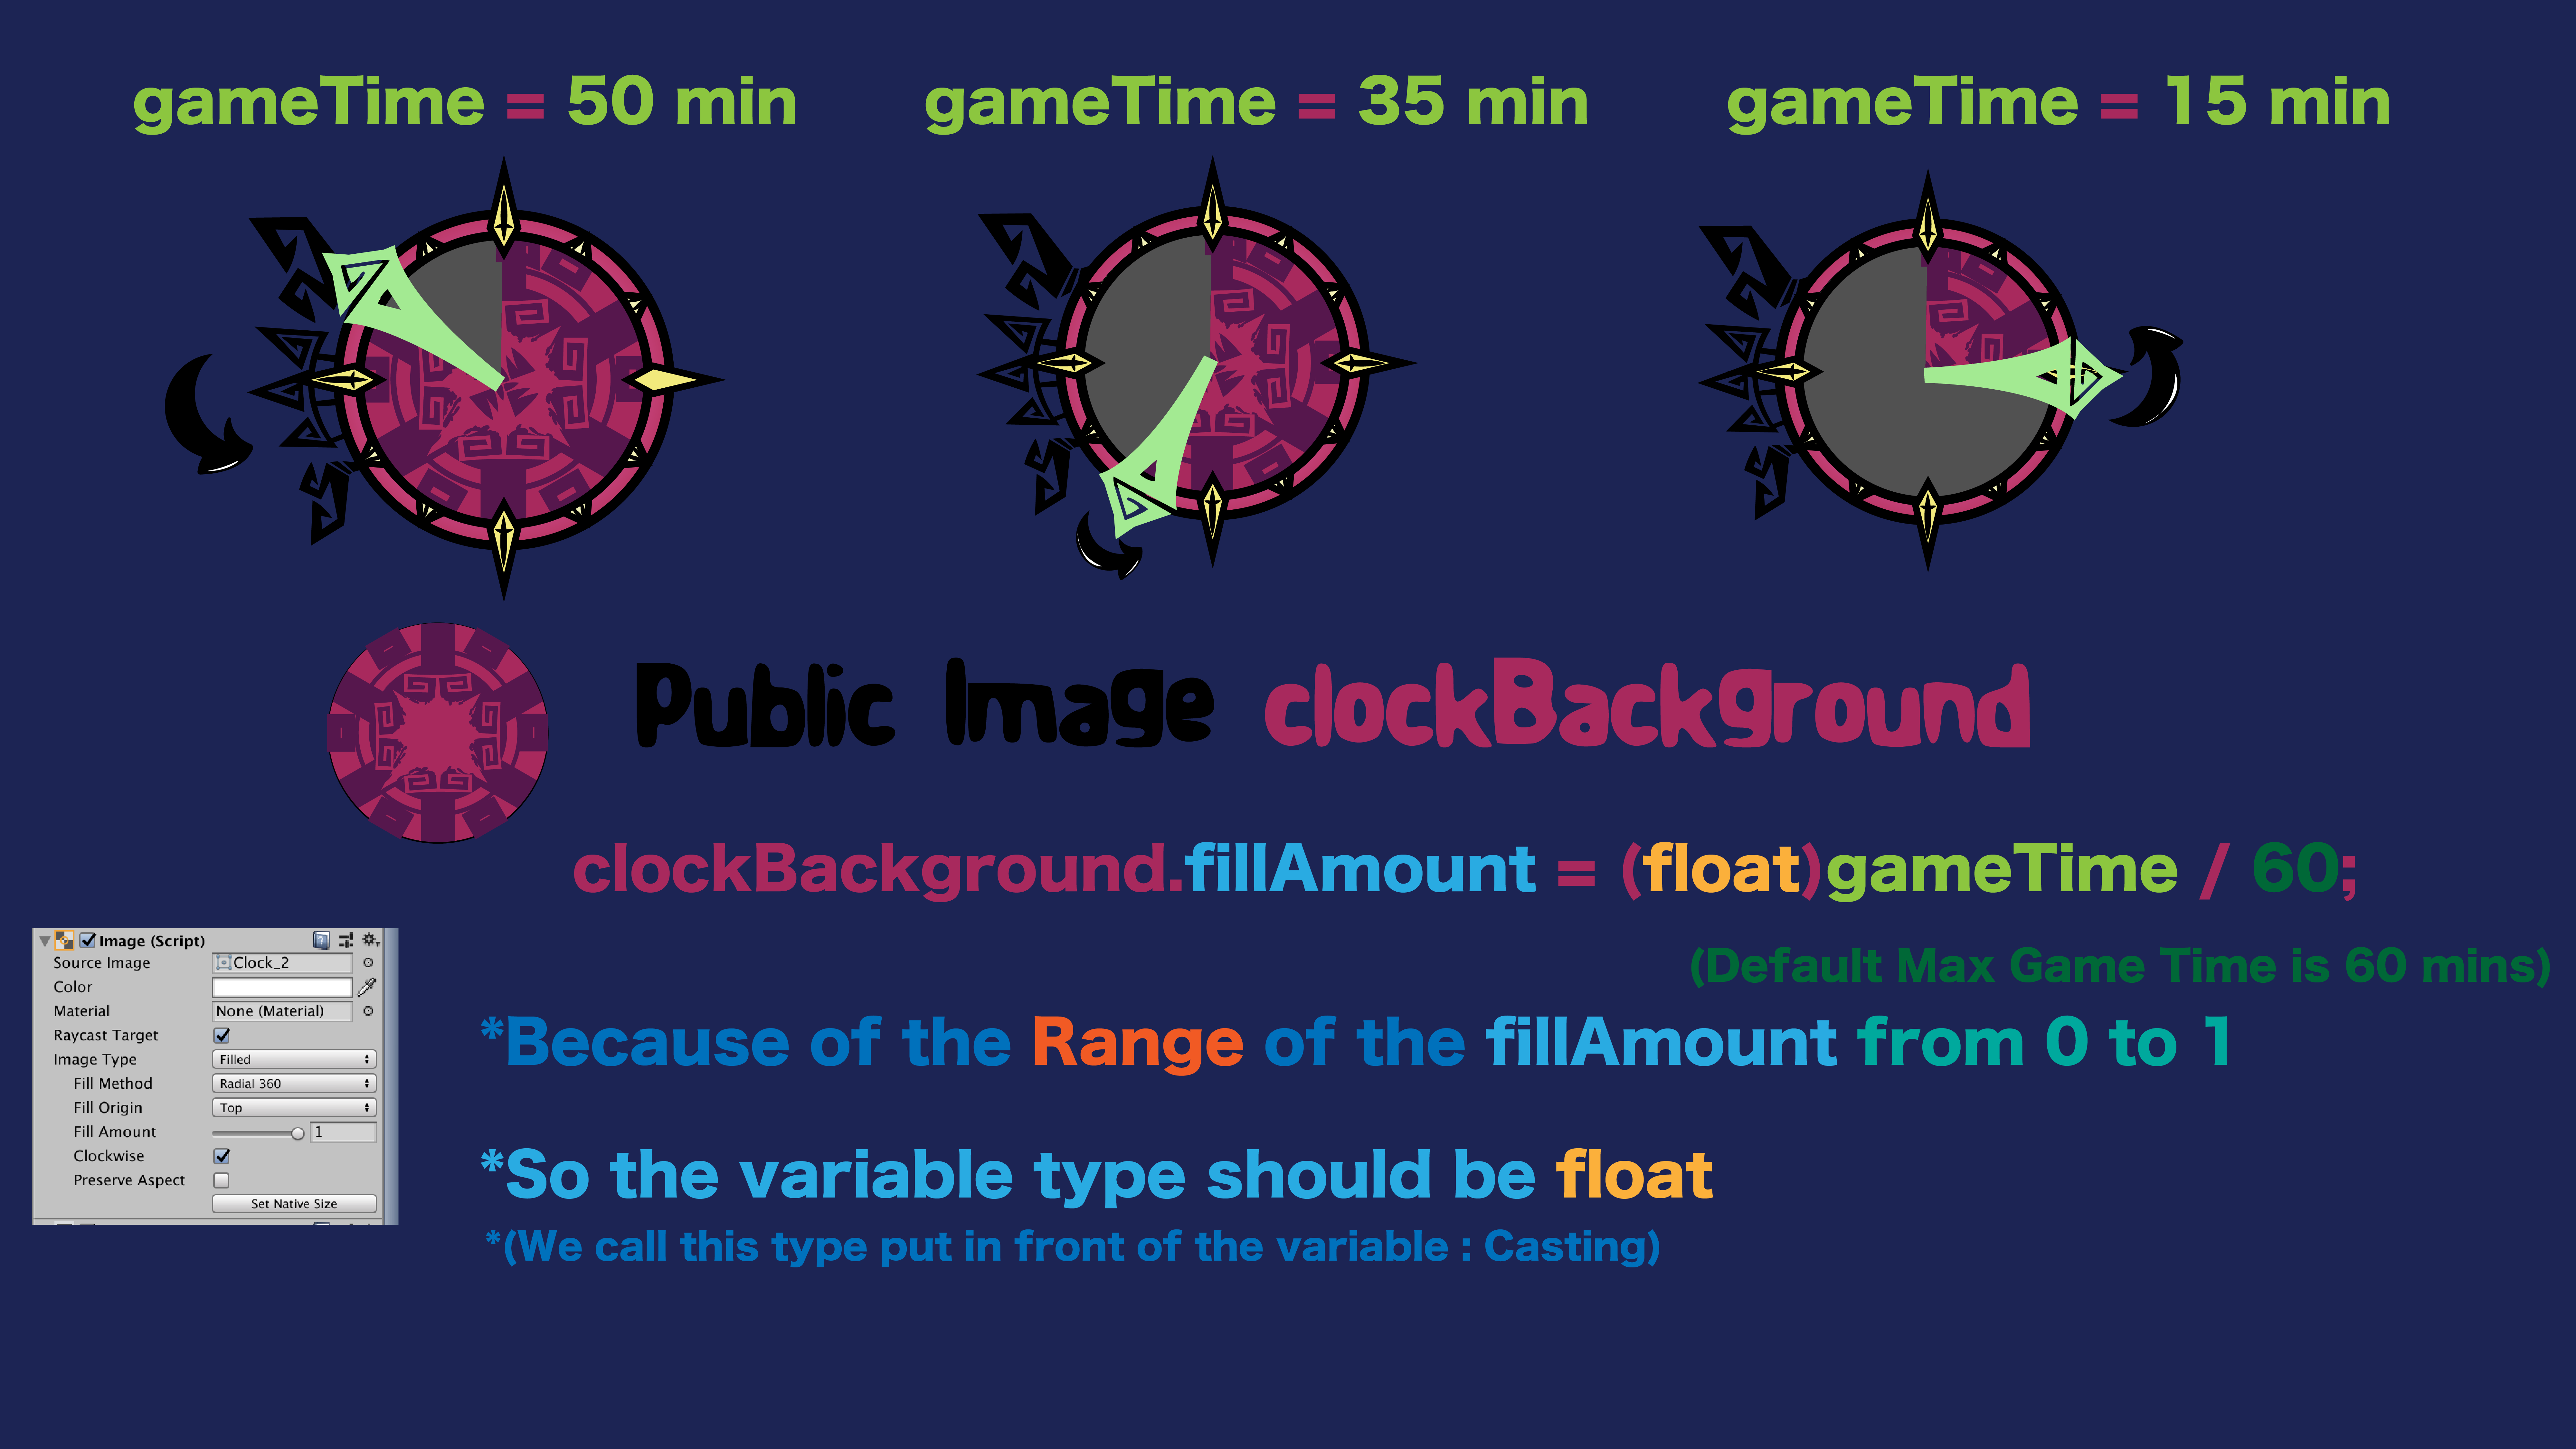 gameTime = 50 min
gameTime = 35 min
gameTime = 15 min
Public Image clockBackground
clockBackground.fillAmount = (float)gameTime / 60;
(Default Max Game Time is 60 mins)
*Because of the Range of the fillAmount from 0 to 1
*So the variable type should be float
*(We call this type put in front of the variable : Casting)
Image (Script)
Source Image Clock_2
Color
Material None (Material)
Raycast Target
Image Type Filled
Fill Method Radial 360
Fill Origin Top
Fill Amount 1
Clockwise
Preserve Aspect
Set Native Size